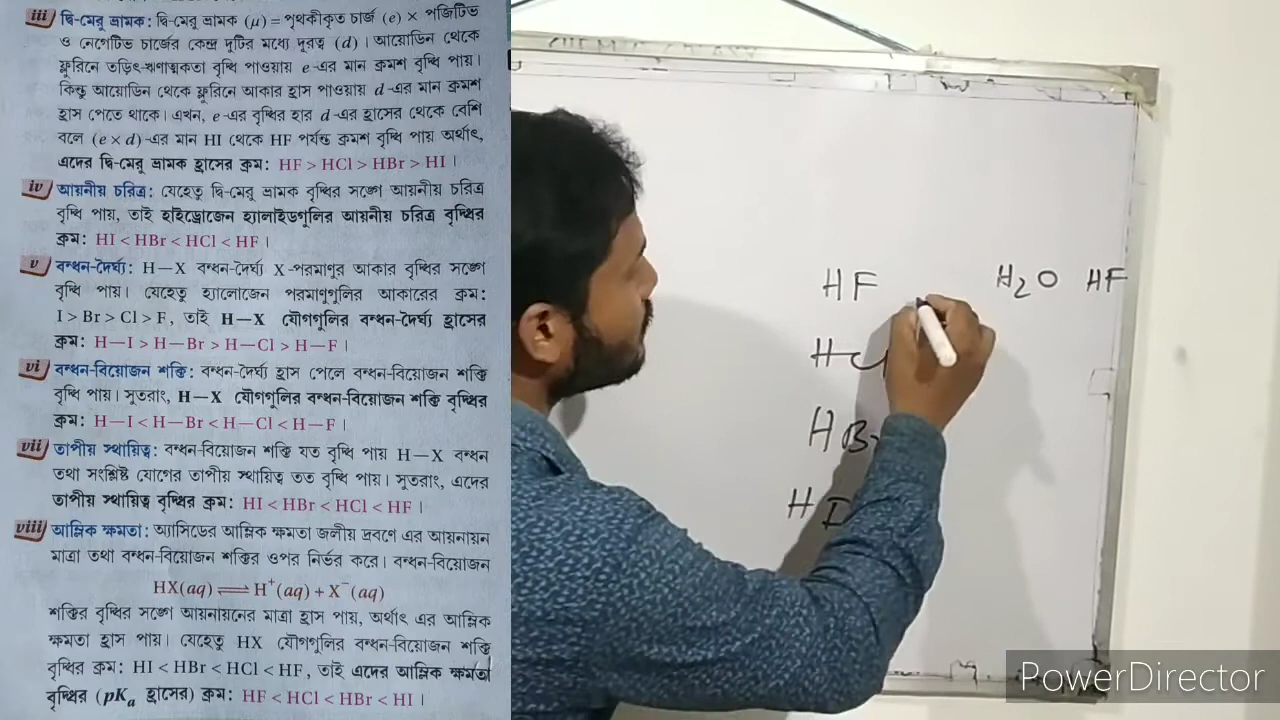 iii দ্বি-মেরু ভ্রামক: দ্বি-মেরু ভ্রামক (μ) = পৃথকীকৃত চার্জ (e) × পজিটিভ
ও নেগেটিভ চার্জের কেন্দ্র দুটির মধ্যে দূরত্ব (d)। আয়োডিন থেকে
ফ্লুরিনে তড়িৎ-ঋণাত্মকতা বৃদ্ধি পাওয়ায় e-এর মান ক্রমশ বৃদ্ধি পায়।
কিন্তু আয়োডিন থেকে ফ্লুরিনে আকার হ্রাস পাওয়ায় d-এর মান ক্রমশ
হ্রাস পেতে থাকে। এখন, e-এর বৃদ্ধির হার d-এর হ্রাসের থেকে বেশি
বলে (e × d)-এর মান HI থেকে HF পর্যন্ত ক্রমশ বৃদ্ধি পায় অর্থাৎ,
এদের দ্বি-মেরু ভ্রামক হ্রাসের ক্রম: HF > HCl > HBr > HI ।
iv আয়নীয় চরিত্র: যেহেতু দ্বি-মেরু ভ্রামক বৃদ্ধির সঙ্গে আয়নীয় চরিত্র
বৃদ্ধি পায়, তাই হাইড্রোজেন হ্যালাইডগুলির আয়নীয় চরিত্র বৃদ্ধির
ক্রম: HI < HBr < HCl < HF ।
v বন্ধন-দৈর্ঘ্য: H—X বন্ধন-দৈর্ঘ্য X-পরমাণুর আকার বৃদ্ধির সঙ্গে
বৃদ্ধি পায়। যেহেতু হ্যালোজেন পরমাণুগুলির আকারের ক্রম:
I > Br > Cl > F, তাই H—X যৌগগুলির বন্ধন-দৈর্ঘ্য হ্রাসের
ক্রম: H—I > H—Br > H—Cl > H—F ।
vi বন্ধন-বিয়োজন শক্তি: বন্ধন-দৈর্ঘ্য হ্রাস পেলে বন্ধন-বিয়োজন শক্তি
বৃদ্ধি পায়। সুতরাং, H—X যৌগগুলির বন্ধন-বিয়োজন শক্তি বৃদ্ধির
ক্রম: H—I < H—Br < H—Cl < H—F ।
vii তাপীয় স্থায়িত্ব: বন্ধন-বিয়োজন শক্তি যত বৃদ্ধি পায় H—X বন্ধন
তথা সংশ্লিষ্ট যোগের তাপীয় স্থায়িত্ব তত বৃদ্ধি পায়। সুতরাং, এদের
তাপীয় স্থায়িত্ব বৃদ্ধির ক্রম: HI < HBr < HCl < HF ।
viii আম্লিক ক্ষমতা: অ্যাসিডের আম্লিক ক্ষমতা জলীয় দ্রবণে এর আয়নায়ন
মাত্রা তথা বন্ধন-বিয়োজন শক্তির ওপর নির্ভর করে। বন্ধন-বিয়োজন
HX(aq) ⇌ H⁺(aq) + X⁻(aq)
শক্তির বৃদ্ধির সঙ্গে আয়নায়নের মাত্রা হ্রাস পায়, অর্থাৎ এর আম্লিক
ক্ষমতা হ্রাস পায়। যেহেতু HX যৌগগুলির বন্ধন-বিয়োজন শক্তি
বৃদ্ধির ক্রম: HI < HBr < HCl < HF, তাই এদের আম্লিক ক্ষমতা
বৃদ্ধির (pKₐ হ্রাসের) ক্রম: HF < HCl < HBr < HI ।
HF H₂O HF
HBr
HI
PowerDirector